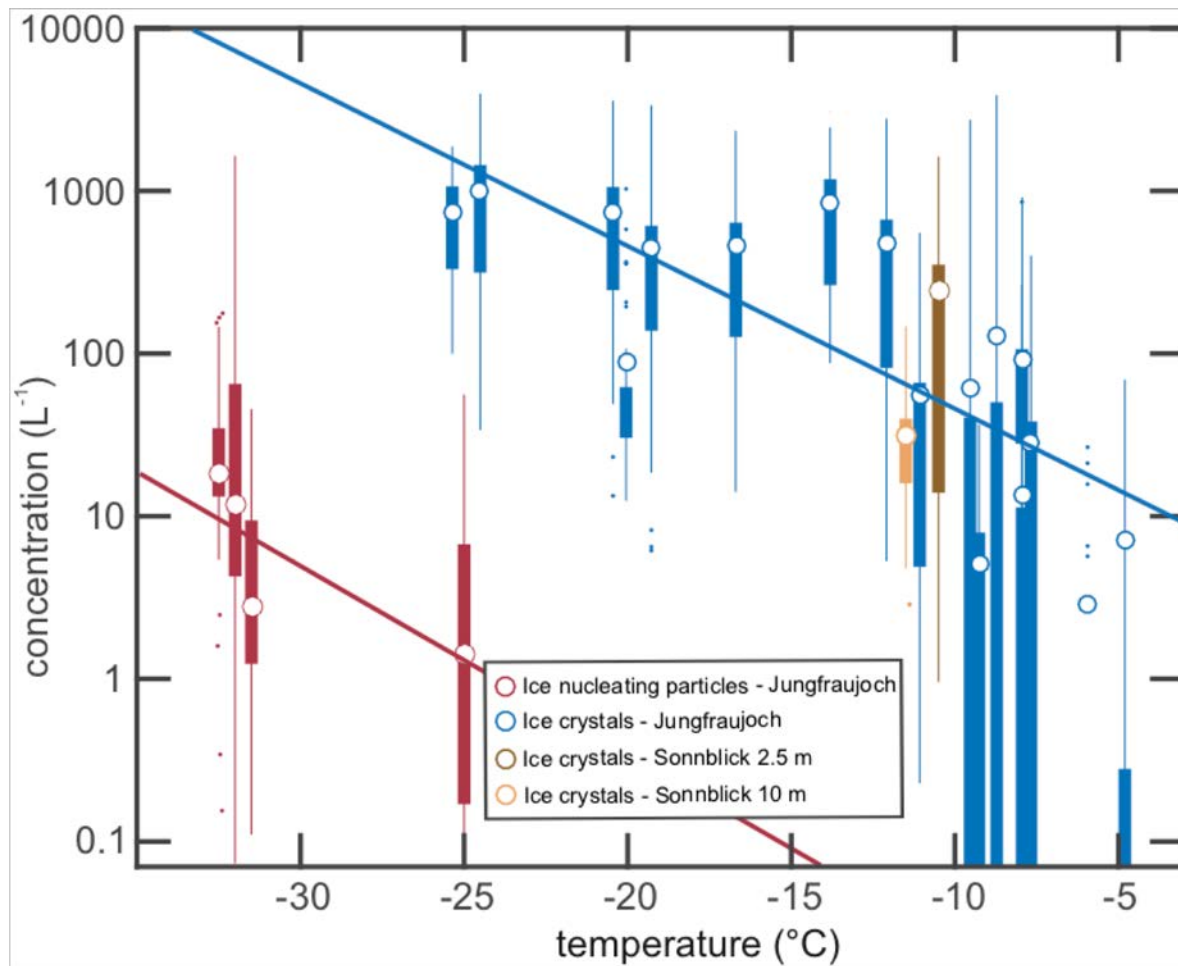 10000
1000
100
10
1
0.1
concentration (L⁻¹)
Ice nucleating particles - Jungfraujoch
Ice crystals - Jungfraujoch
Ice crystals - Sonnblick 2.5 m
Ice crystals - Sonnblick 10 m
-30 -25 -20 -15 -10 -5
temperature (°C)